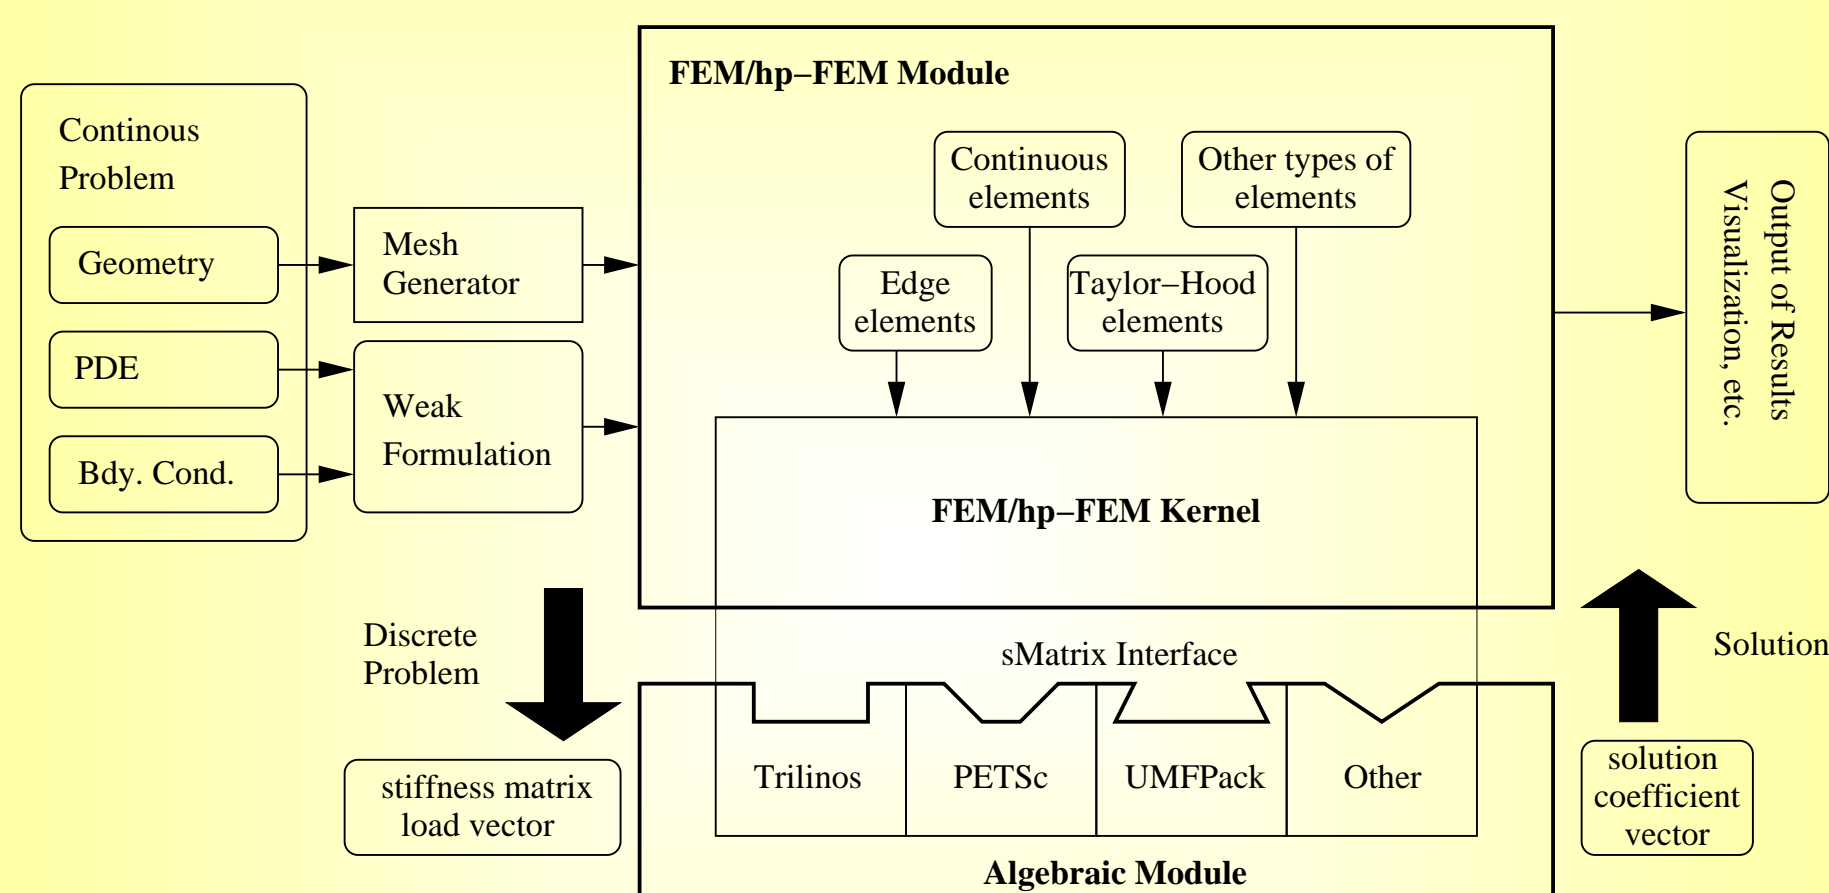 FEM/hp−FEM Module
Continous
Problem
Geometry
PDE
Bdy. Cond.
Mesh
Generator
Weak
Formulation
Continuous
elements
Other types of
elements
Edge
elements
Taylor−Hood
elements
FEM/hp−FEM Kernel
Output of Results
Visualization, etc.
Discrete
Problem
sMatrix Interface
Solution
stiffness matrix
load vector
Trilinos
PETSc
UMFPack
Other
solution
coefficient
vector
Algebraic Module